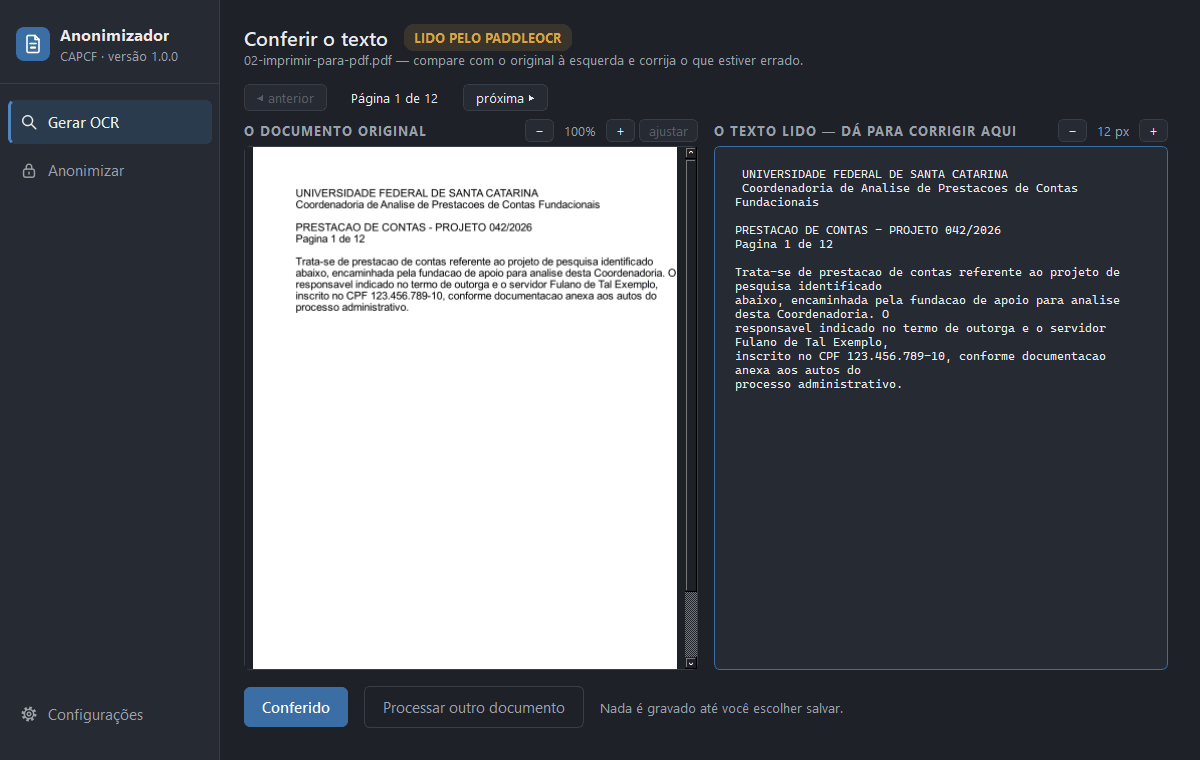 Anonimizador
CAPCF · versão 1.0.0
Gerar OCR
Anonimizar
Configurações
Conferir o texto
LIDO PELO PADDLEOCR
02-imprimir-para-pdf.pdf — compare com o original à esquerda e corrija o que estiver errado.
◂ anterior
Página 1 de 12
próxima ▸
O DOCUMENTO ORIGINAL
− 100% + ajustar
UNIVERSIDADE FEDERAL DE SANTA CATARINA
Coordenadoria de Analise de Prestacoes de Contas Fundacionais
PRESTACAO DE CONTAS - PROJETO 042/2026
Pagina 1 de 12
Trata-se de prestacao de contas referente ao projeto de pesquisa identificado
abaixo, encaminhada pela fundacao de apoio para analise desta Coordenadoria. O
responsavel indicado no termo de outorga e o servidor Fulano de Tal Exemplo,
inscrito no CPF 123.456.789-10, conforme documentacao anexa aos autos do
processo administrativo.
O TEXTO LIDO — DÁ PARA CORRIGIR AQUI
− 12 px +
UNIVERSIDADE FEDERAL DE SANTA CATARINA
Coordenadoria de Analise de Prestacoes de Contas
Fundacionais
PRESTACAO DE CONTAS - PROJETO 042/2026
Pagina 1 de 12
Trata-se de prestacao de contas referente ao projeto de
pesquisa identificado
abaixo, encaminhada pela fundacao de apoio para analise
desta Coordenadoria. O
responsavel indicado no termo de outorga e o servidor
Fulano de Tal Exemplo,
inscrito no CPF 123.456.789-10, conforme documentacao
anexa aos autos do
processo administrativo.
Conferido
Processar outro documento
Nada é gravado até você escolher salvar.